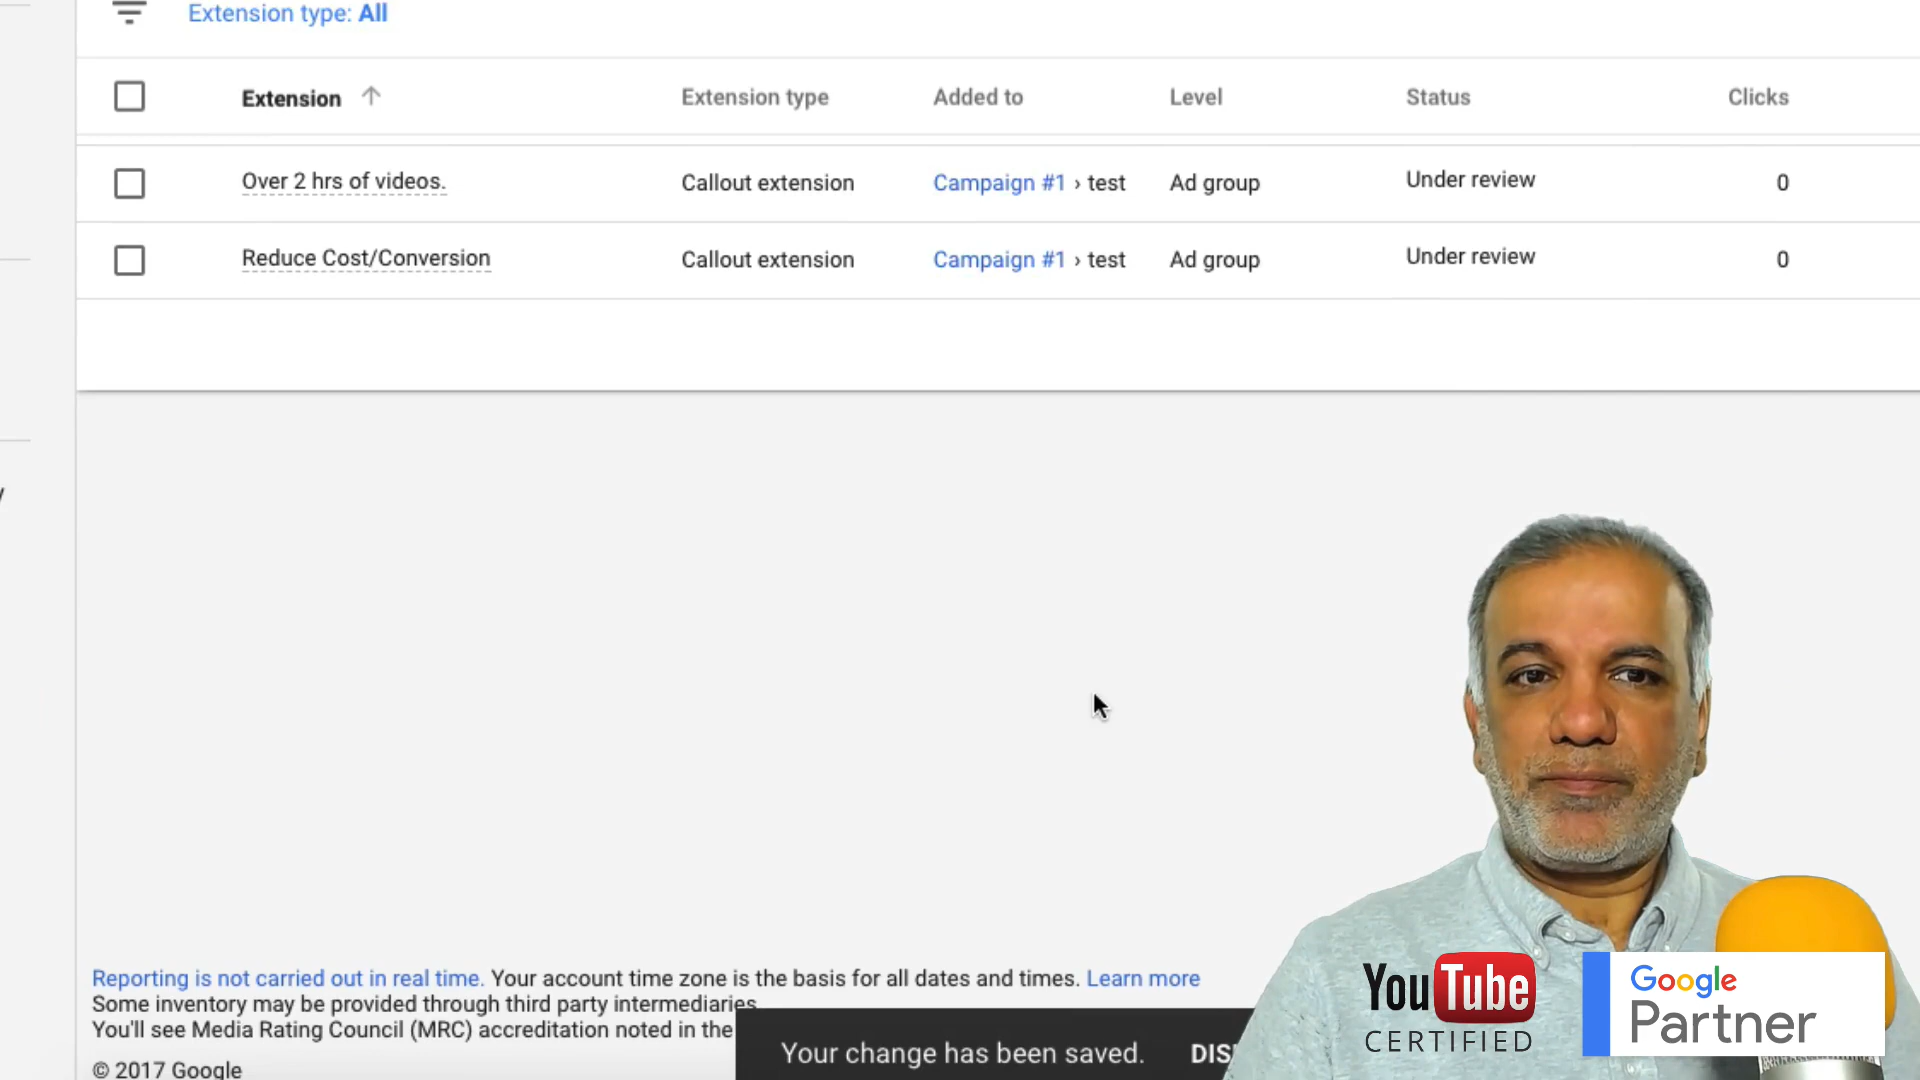 Extension type: All
Extension Extension type Added to Level Status Clicks
Over 2 hrs of videos. Callout extension Campaign #1 › test Ad group Under review 0
Reduce Cost/Conversion Callout extension Campaign #1 › test Ad group Under review 0
Reporting is not carried out in real time. Your account time zone is the basis for all dates and times. Learn more
Some inventory may be provided through third party intermediaries.
You'll see Media Rating Council (MRC) accreditation noted in the
© 2017 Google
Your change has been saved.
YouTube
CERTIFIED
Google
Partner